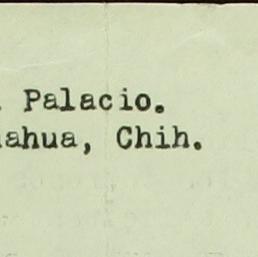 . Palacio.
ahua, Chih.